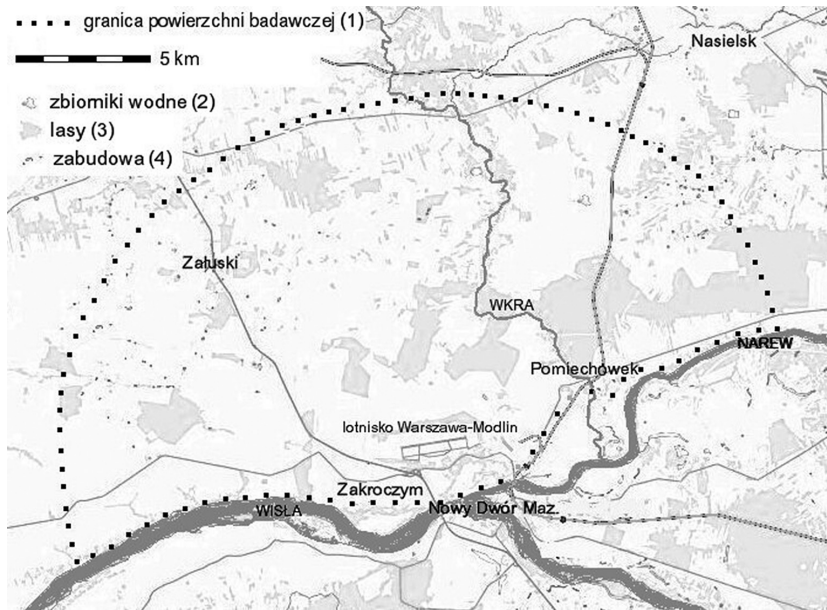 granica powierzchni badawczej (1)
5 km
zbiorniki wodne (2)
lasy (3)
zabudowa (4)
Nasielsk
Załuski
WKRA
NAREW
Pomiechówek
lotnisko Warszawa-Modlin
Zakroczym
WISŁA
Nowy Dwór Maz.